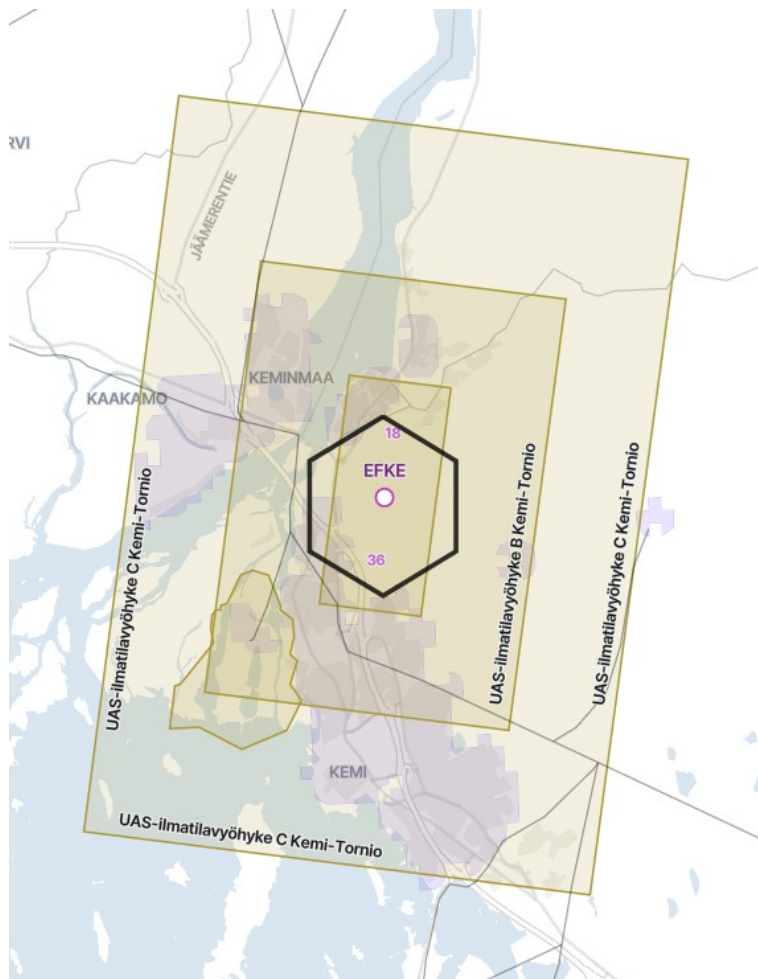 RVI
JÄÄMERENTIE
KEMINMAA
KAAKAMO
18
EFKE
36
UAS-ilmatilavyöhyke C Kemi-Tornio
UAS-ilmatilavyöhyke B Kemi-Tornio
UAS-ilmatilavyöhyke C Kemi-Tornio
KEMI
UAS-ilmatilavyöhyke C Kemi-Tornio